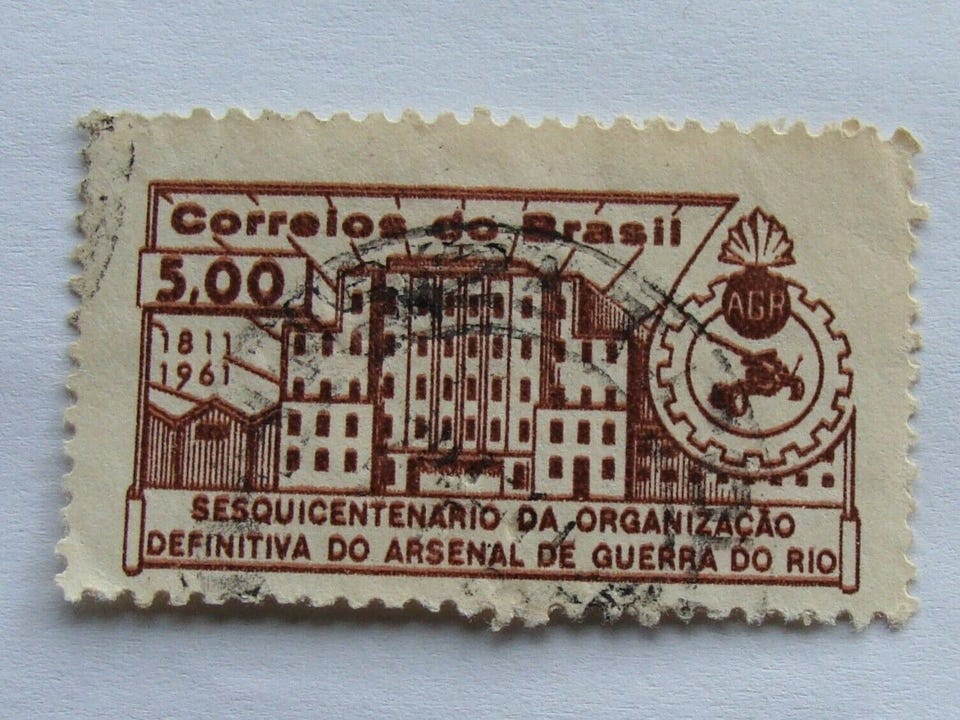 Correios do Brasil
5,00
AGR
1811
1961
SESQUICENTENARIO DA ORGANIZAÇÃO
DEFINITIVA DO ARSENAL DE GUERRA DO RIO